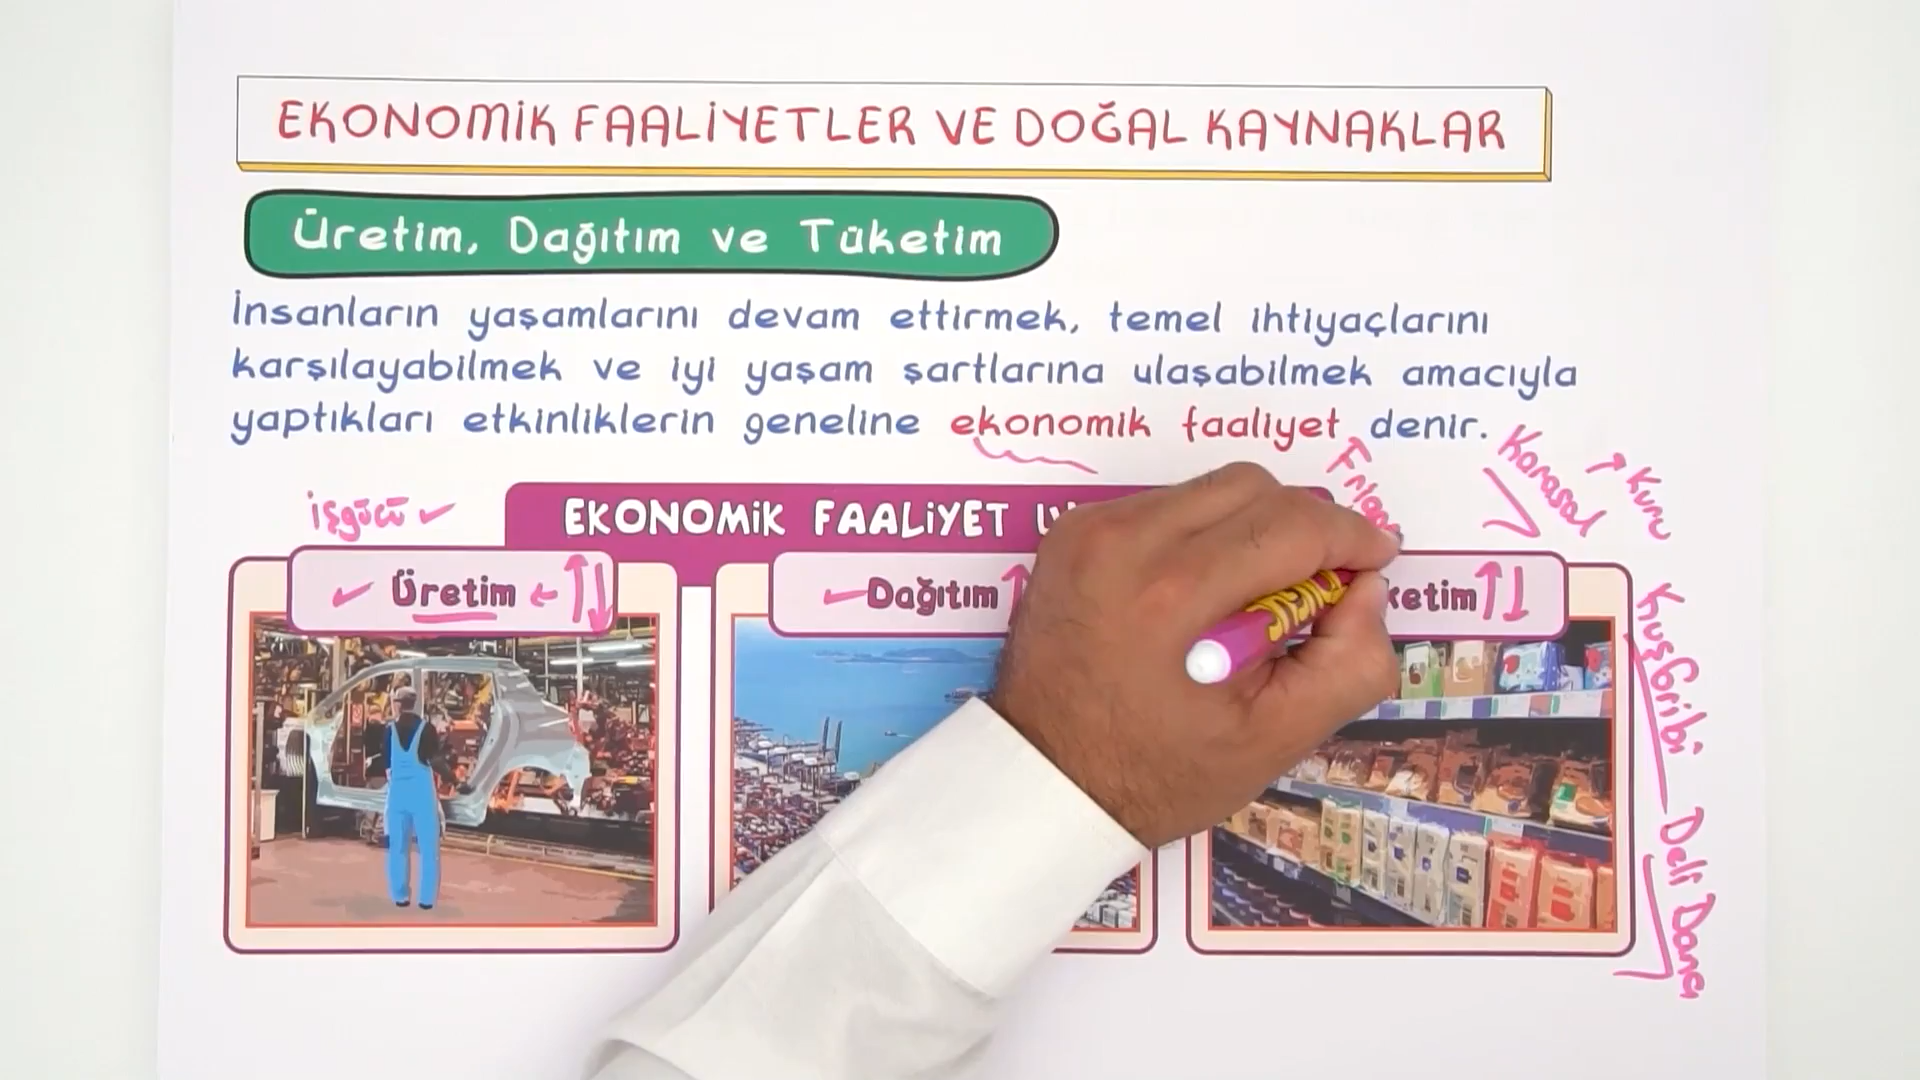 EKONOMİK FAALİYETLER VE DOĞAL KAYNAKLAR
Üretim, Dağıtım ve Tüketim
İnsanların yaşamlarını devam ettirmek, temel ihtiyaçlarını
karşılayabilmek ve iyi yaşam şartlarına ulaşabilmek amacıyla
yaptıkları etkinliklerin geneline ekonomik faaliyet denir.
İşgücü
EKONOMİK FAALİYET
Karasal
Üretim
Dağıtım
ketim
Kuşgribi
Deli Dana